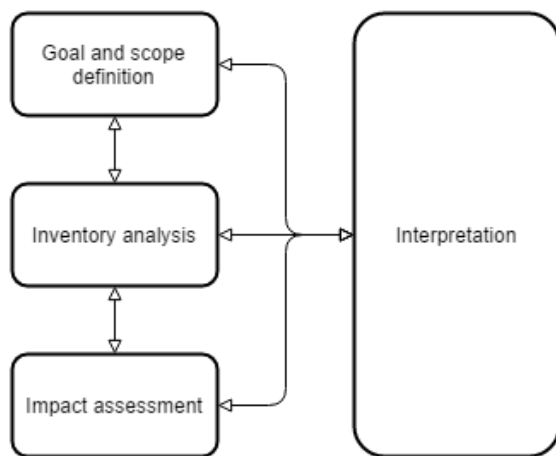 Goal and scope
definition
Inventory analysis
Interpretation
Impact assessment